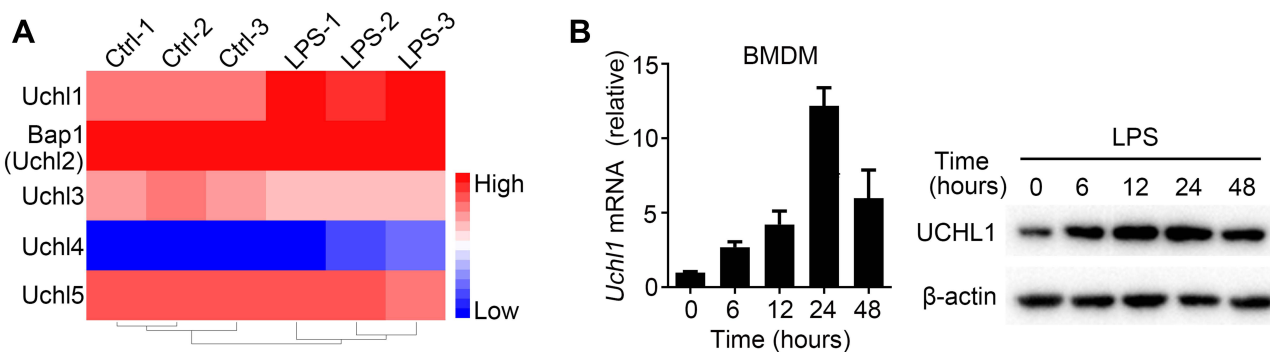 A
Ctrl-1 Ctrl-2 Ctrl-3 LPS-1 LPS-2 LPS-3
Uchl1
Bap1
(Uchl2)
Uchl3
Uchl4
Uchl5
High
Low
B
BMDM
Uchl1 mRNA (relative)
15
10
5
0
0 6 12 24 48
Time (hours)
LPS
Time
(hours)
0 6 12 24 48
UCHL1
β-actin